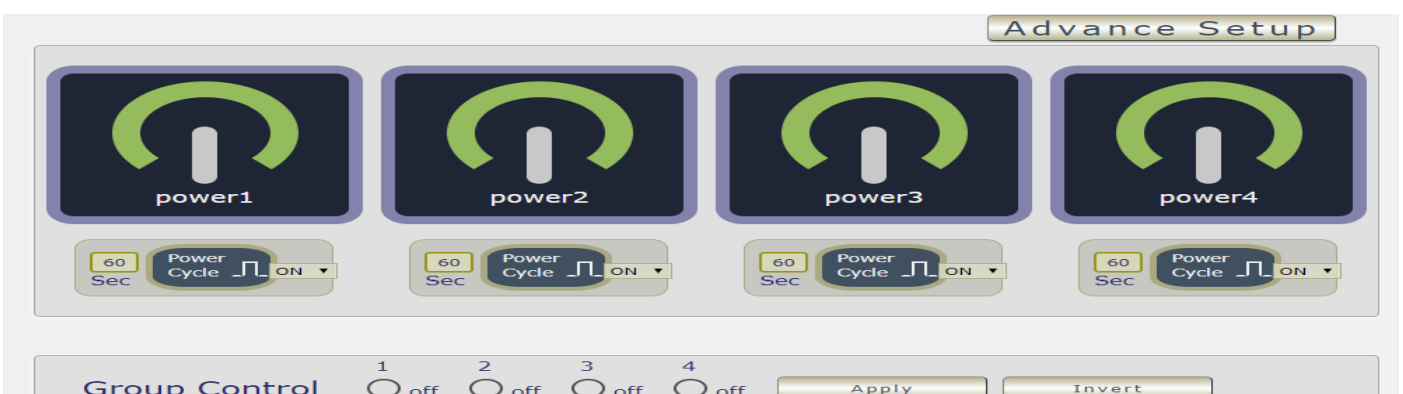 Advance Setup
power1
power2
power3
power4
60
Sec
Power
Cycle
ON
60
Sec
Power
Cycle
ON
60
Sec
Power
Cycle
ON
60
Sec
Power
Cycle
ON
1 2 3 4
Group Control off off off off Apply Invert